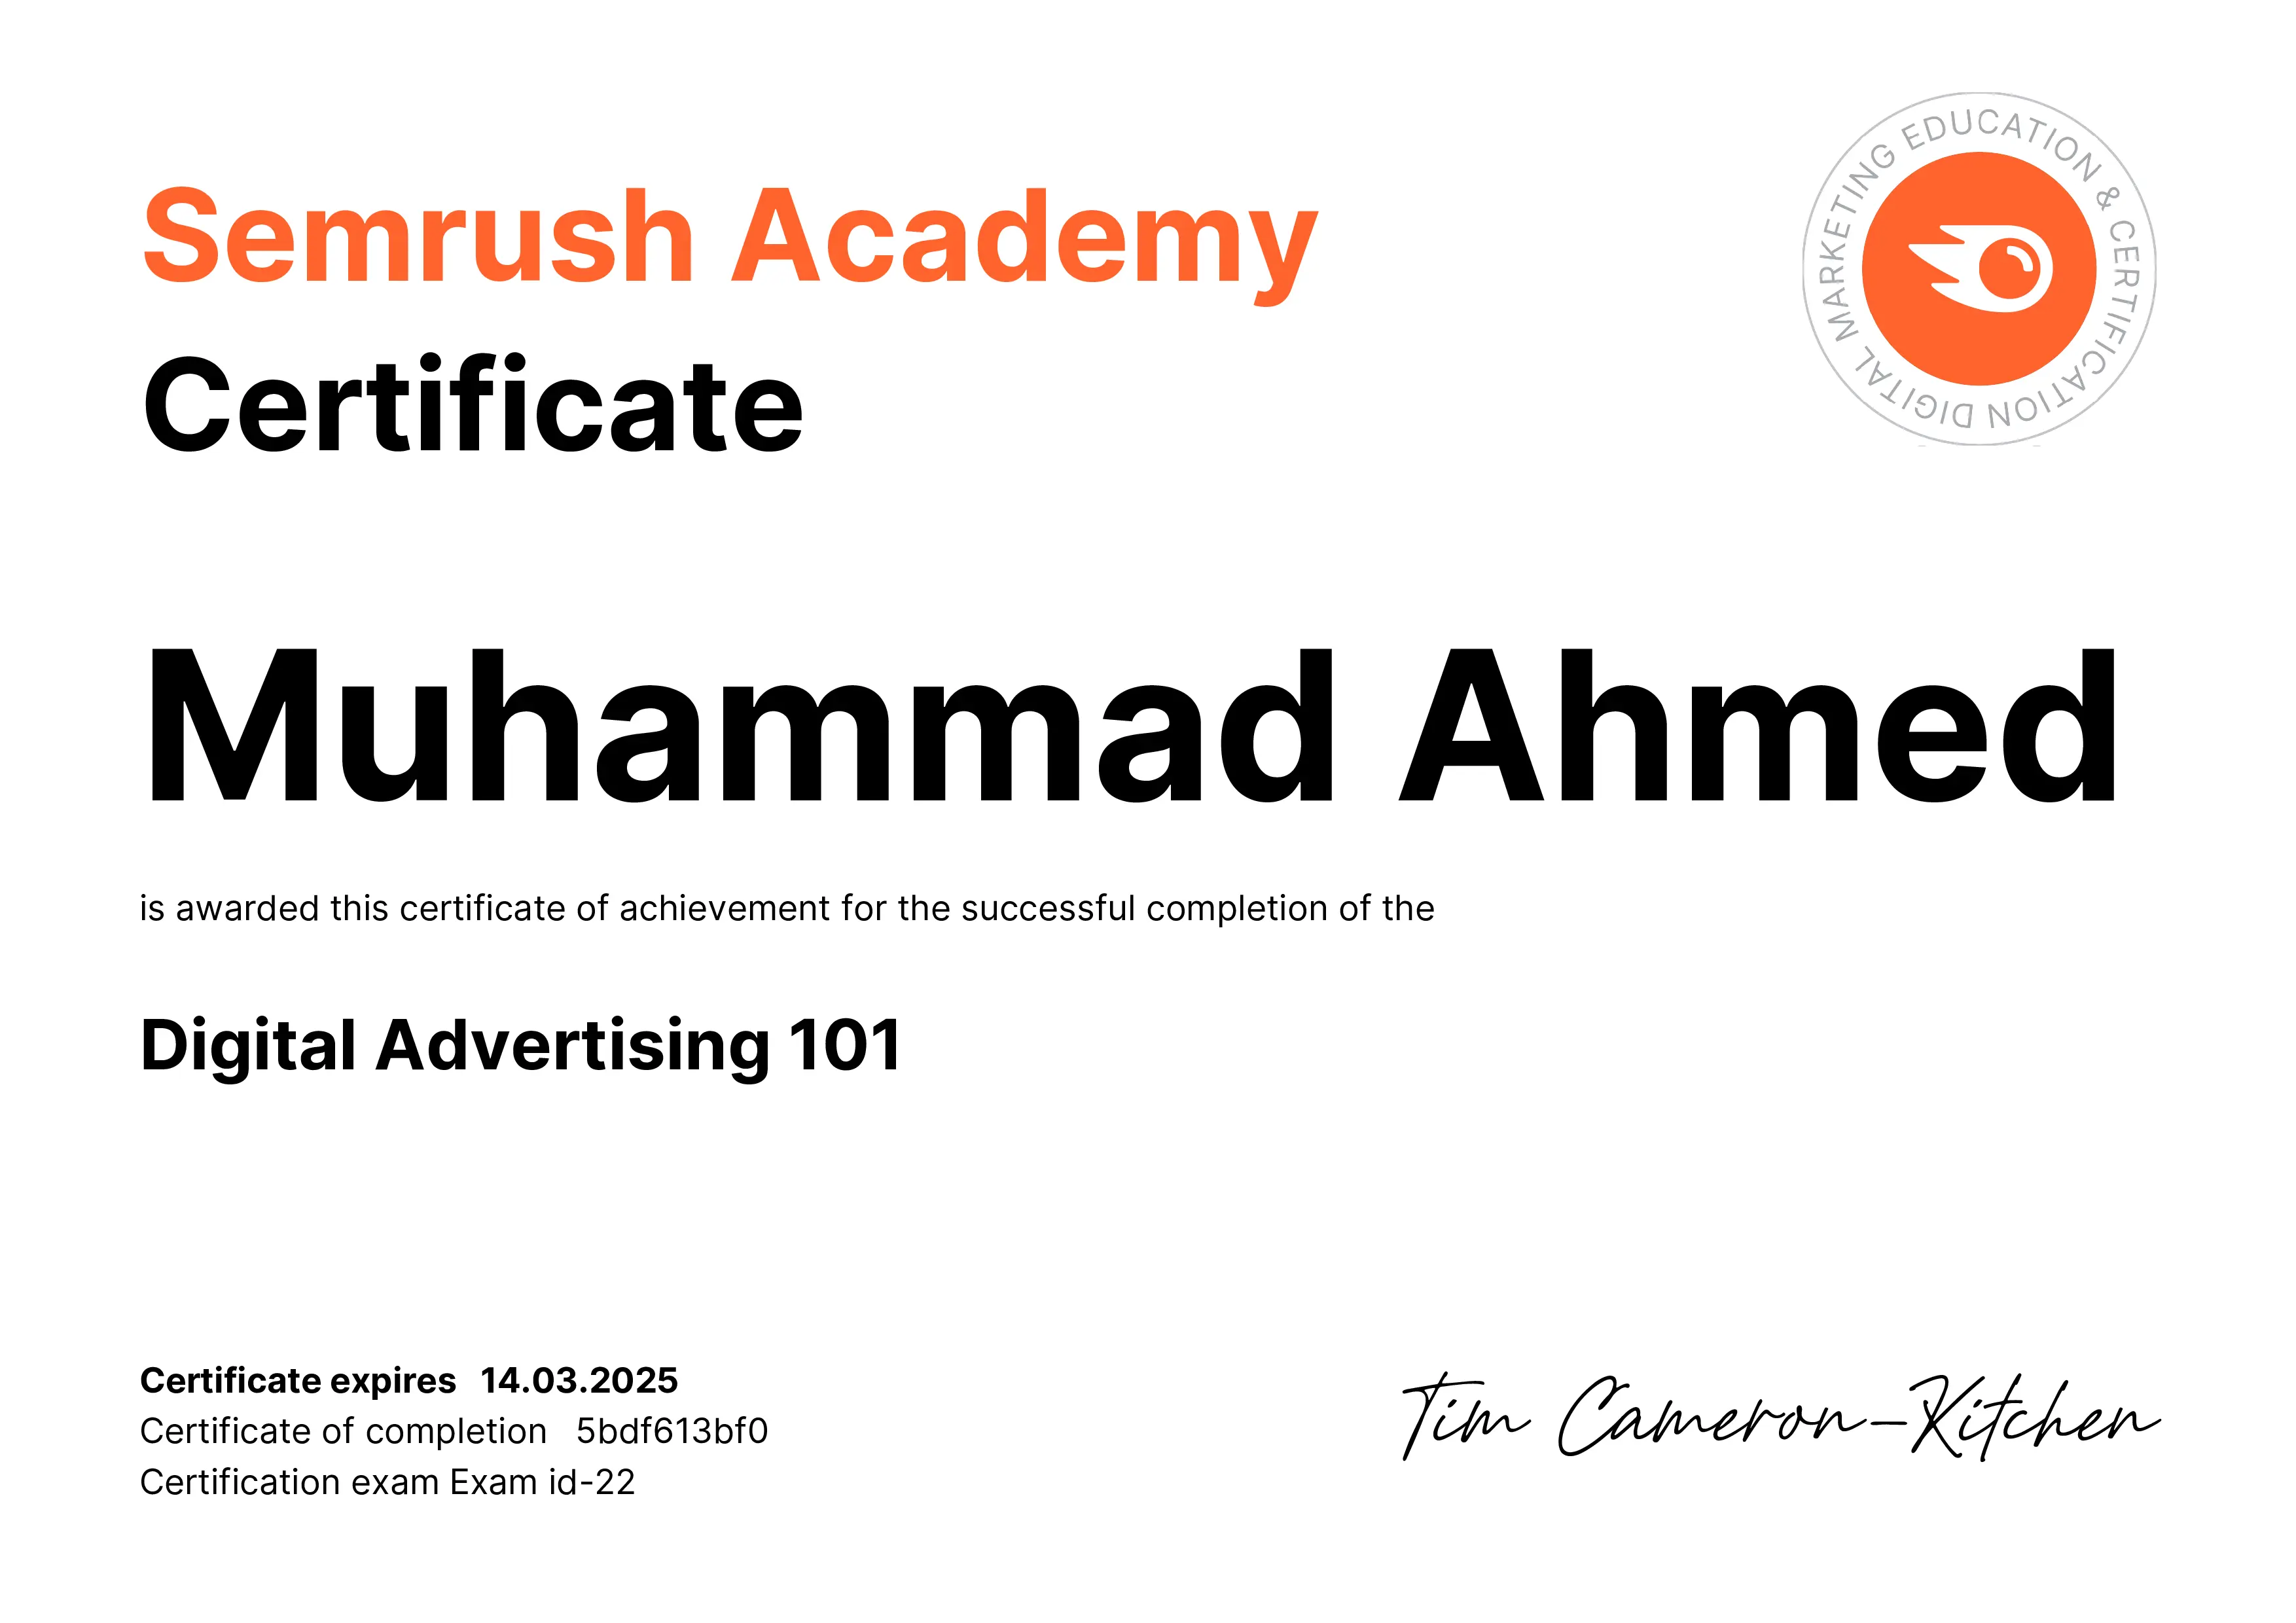 Semrush Academy
Certificate
DIGITAL MARKETING EDUCATION & CERTIFICATION
Muhammad Ahmed
is awarded this certificate of achievement for the successful completion of the
Digital Advertising 101
Certificate expires 14.03.2025
Certificate of completion 5bdf613bf0
Certification exam Exam id-22
Tim Cameron-Kitchen